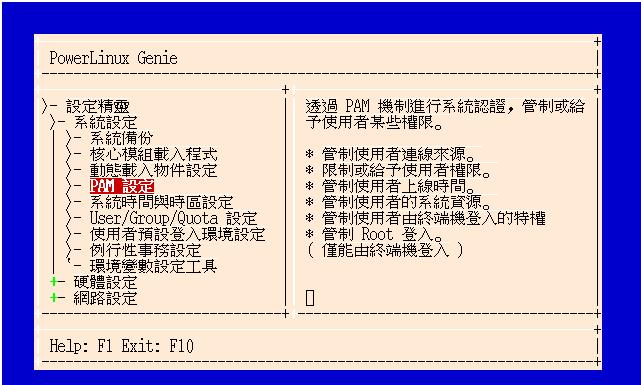 PowerLinux Genie
設定精靈
系統設定
系統備份
核心模組載入程式
動態載入物件設定
PAM 設定
系統時間與時區設定
User/Group/Quota 設定
使用者預設登入環境設定
例行性事務設定
環境變數設定工具
硬體設定
網路設定
透過 PAM 機制進行系統認證，管制或給
予使用者某些權限。
* 管制使用者連線來源。
* 限制或給予使用者權限。
* 管制使用者上線時間。
* 管制使用者的系統資源。
* 管制使用者由終端機登入的特權
* 管制 Root 登入。
( 僅能由終端機登入 )
Help: F1 Exit: F10